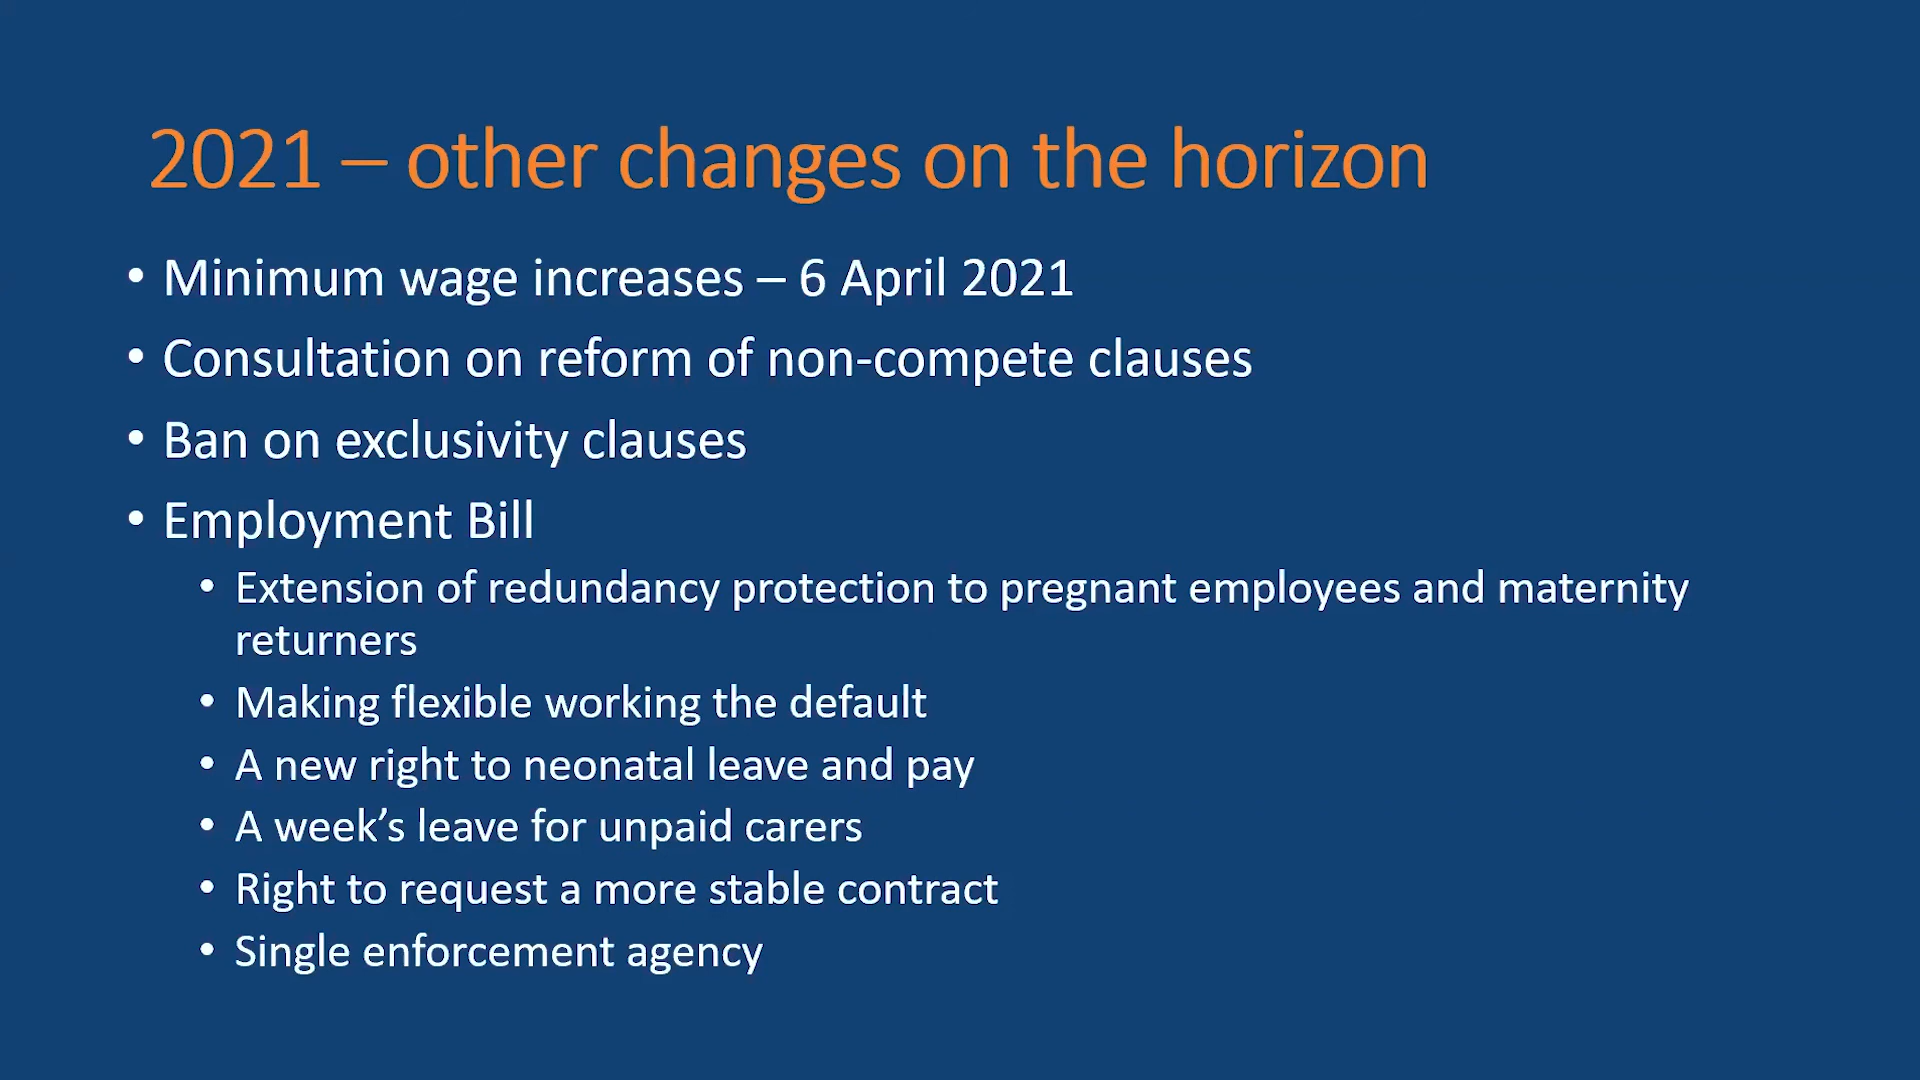 2021 – other changes on the horizon
• Minimum wage increases – 6 April 2021
• Consultation on reform of non-compete clauses
• Ban on exclusivity clauses
• Employment Bill
• Extension of redundancy protection to pregnant employees and maternity
returners
• Making flexible working the default
• A new right to neonatal leave and pay
• A week’s leave for unpaid carers
• Right to request a more stable contract
• Single enforcement agency